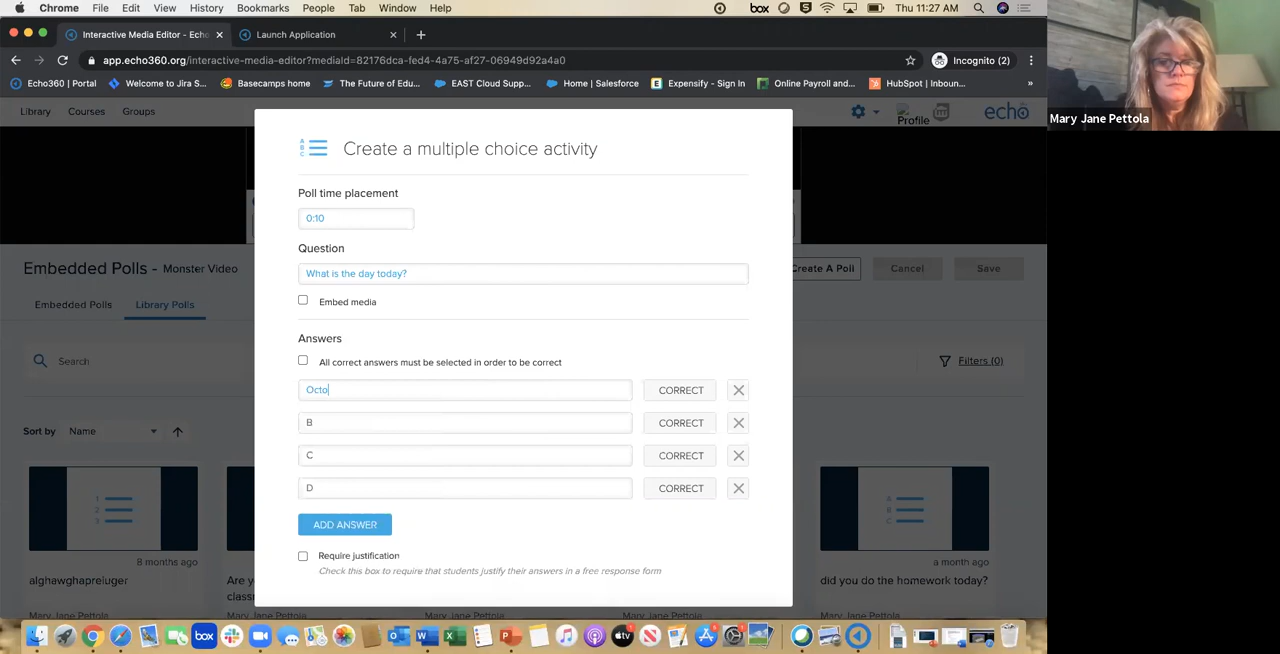 Chrome File Edit View History Bookmarks People Tab Window Help box Thu 11:27 AM
Interactive Media Editor - Echo Launch Application
app.echo360.org/interactive-media-editor?mediaId=82176dca-fed4-4a75-af27-06949d92a4a0 Incognito (2)
Echo360 | Portal Welcome to Jira S... Basecamps home The Future of Edu... EAST Cloud Supp... Home | Salesforce Expensify - Sign In Online Payroll and... HubSpot | Inboun... »
Library Courses Groups Profile echo
Mary Jane Pettola
Create a multiple choice activity
Poll time placement
0:10
Question
What is the day today?
Embed media
Embedded Polls - Monster Video Create A Poll Cancel Save
Embedded Polls Library Polls
Answers
All correct answers must be selected in order to be correct
Search Filters (0)
Octo CORRECT
B CORRECT
C CORRECT
D CORRECT
Sort by Name
ADD ANSWER
Require justification
Check this box to require that students justify their answers in a free response form
8 months ago a month ago
alghawghapreiuger Are y did you do the homework today?
class
Mary Jane Pettola Mary Jane Pettola Mary Jane Pettola Mary Jane Pettola Mary Jane Pettola
box